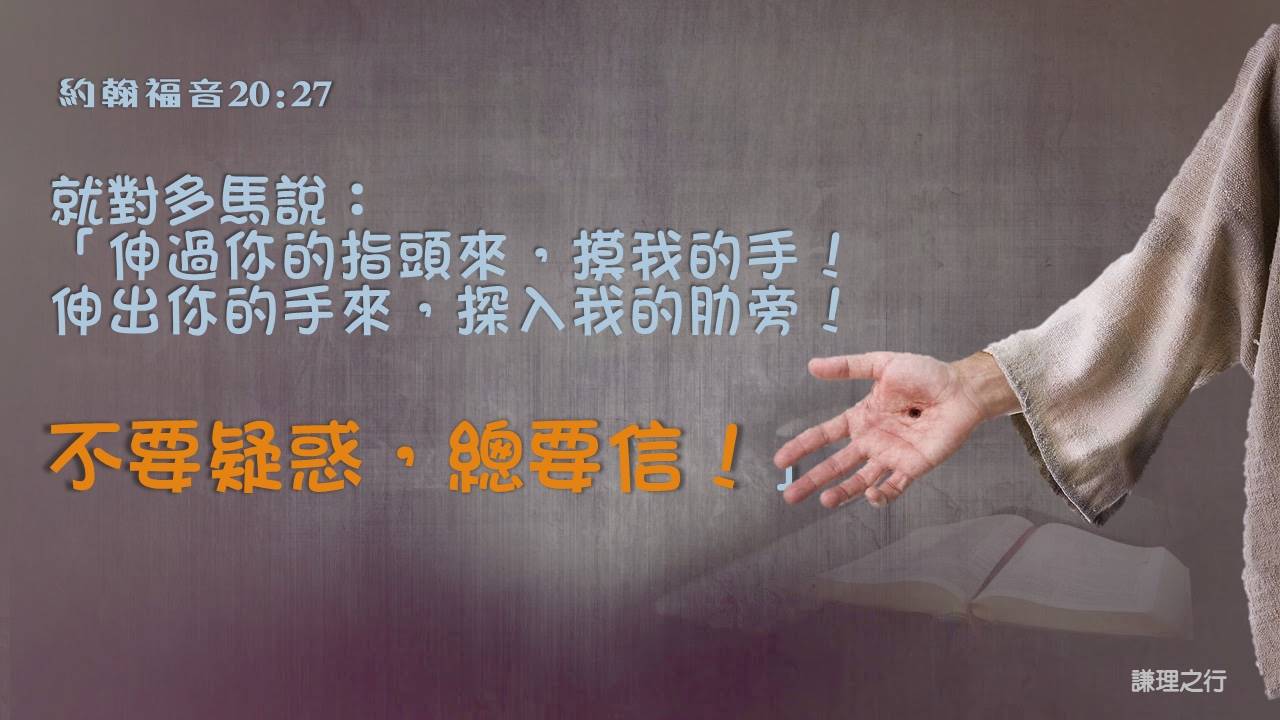 約翰福音20:27
就對多馬說：
「伸過你的指頭來，摸我的手！
伸出你的手來，探入我的肋旁！
不要疑惑，總要信！」
謙理之行